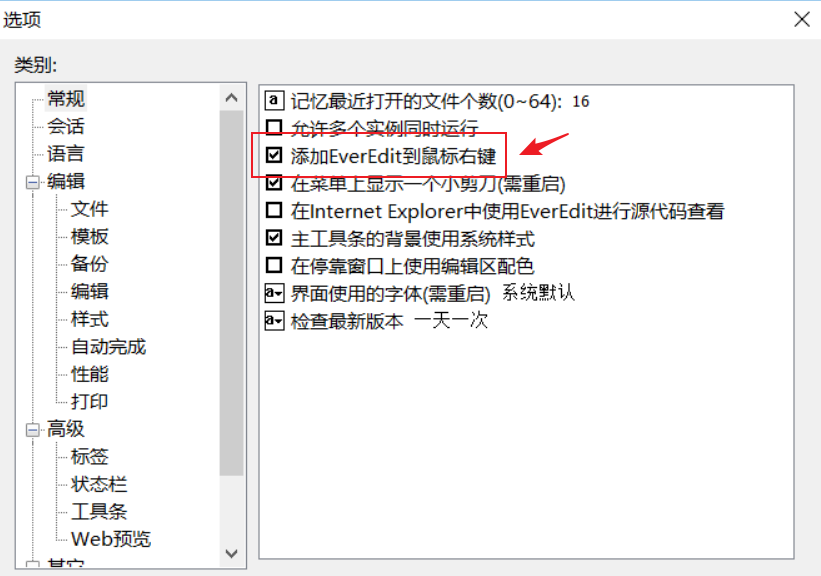 选项
类别:
常规
会话
语言
编辑
文件
模板
备份
编辑
样式
自动完成
性能
打印
高级
标签
状态栏
工具条
Web预览
其它
记忆最近打开的文件个数(0~64): 16
允许多个实例同时运行
添加EverEdit到鼠标右键
在菜单上显示一个小剪刀(需重启)
在Internet Explorer中使用EverEdit进行源代码查看
主工具条的背景使用系统样式
在停靠窗口上使用编辑区配色
界面使用的字体(需重启) 系统默认
检查最新版本 一天一次